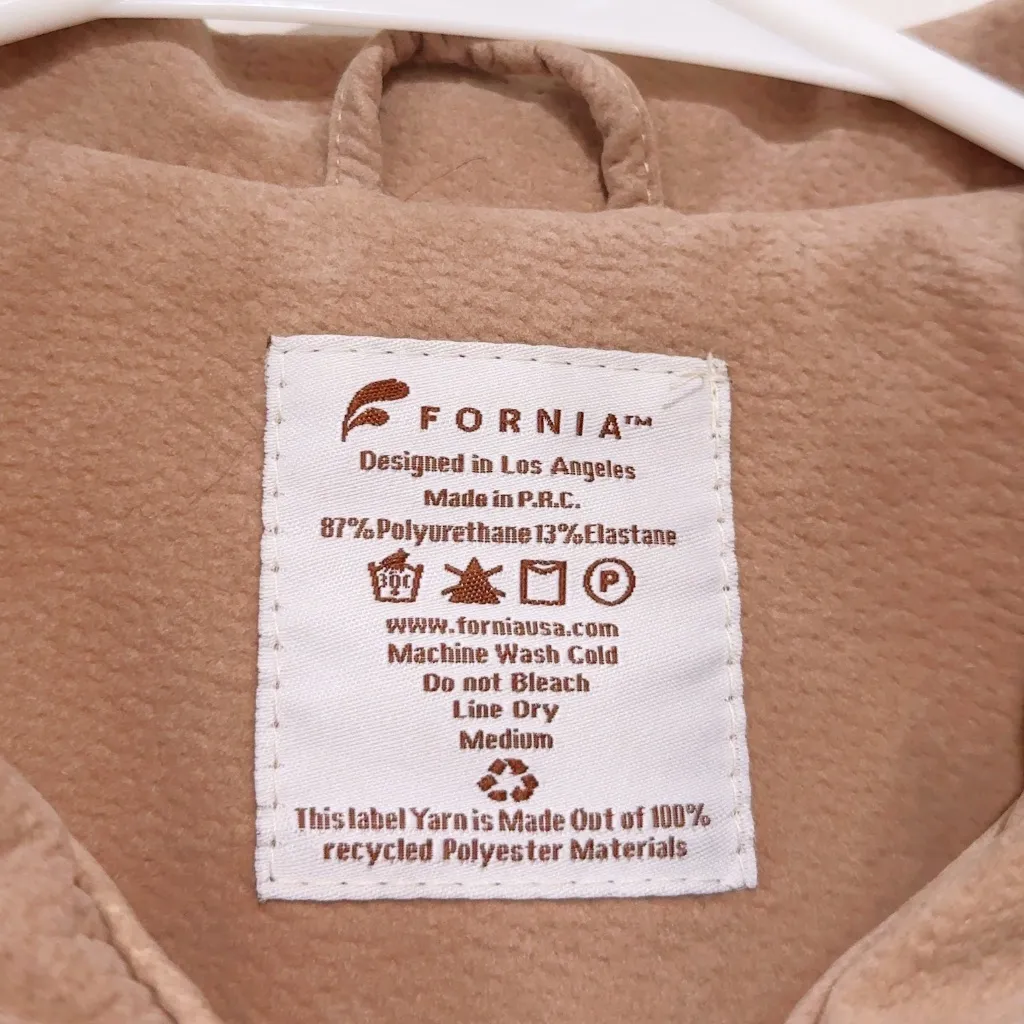 FORNIA™
Designed in Los Angeles
Made in P.R.C.
87%Polyurethane 13%Elastane
30C P
www.forniausa.com
Machine Wash Cold
Do not Bleach
Line Dry
Medium
This label Yarn is Made Out of 100%
recycled Polyester Materials